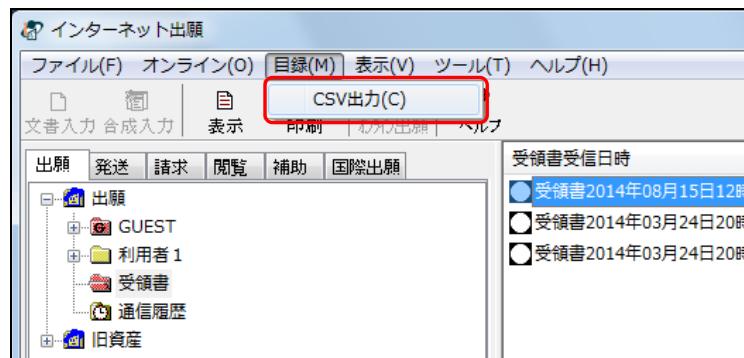 インターネット出願
ファイル(F) オンライン(O) 目録(M) 表示(V) ツール(T) ヘルプ(H)
CSV出力(C)
文書入力 合成入力 表示 印刷 ヘルプ
出願 発送 請求 閲覧 補助 国際出願
受領書受信日時
出願
受領書2014年08月15日12時
GUEST
受領書2014年03月24日20時
利用者1
受領書2014年03月24日20時
受領書
通信履歴
旧資産